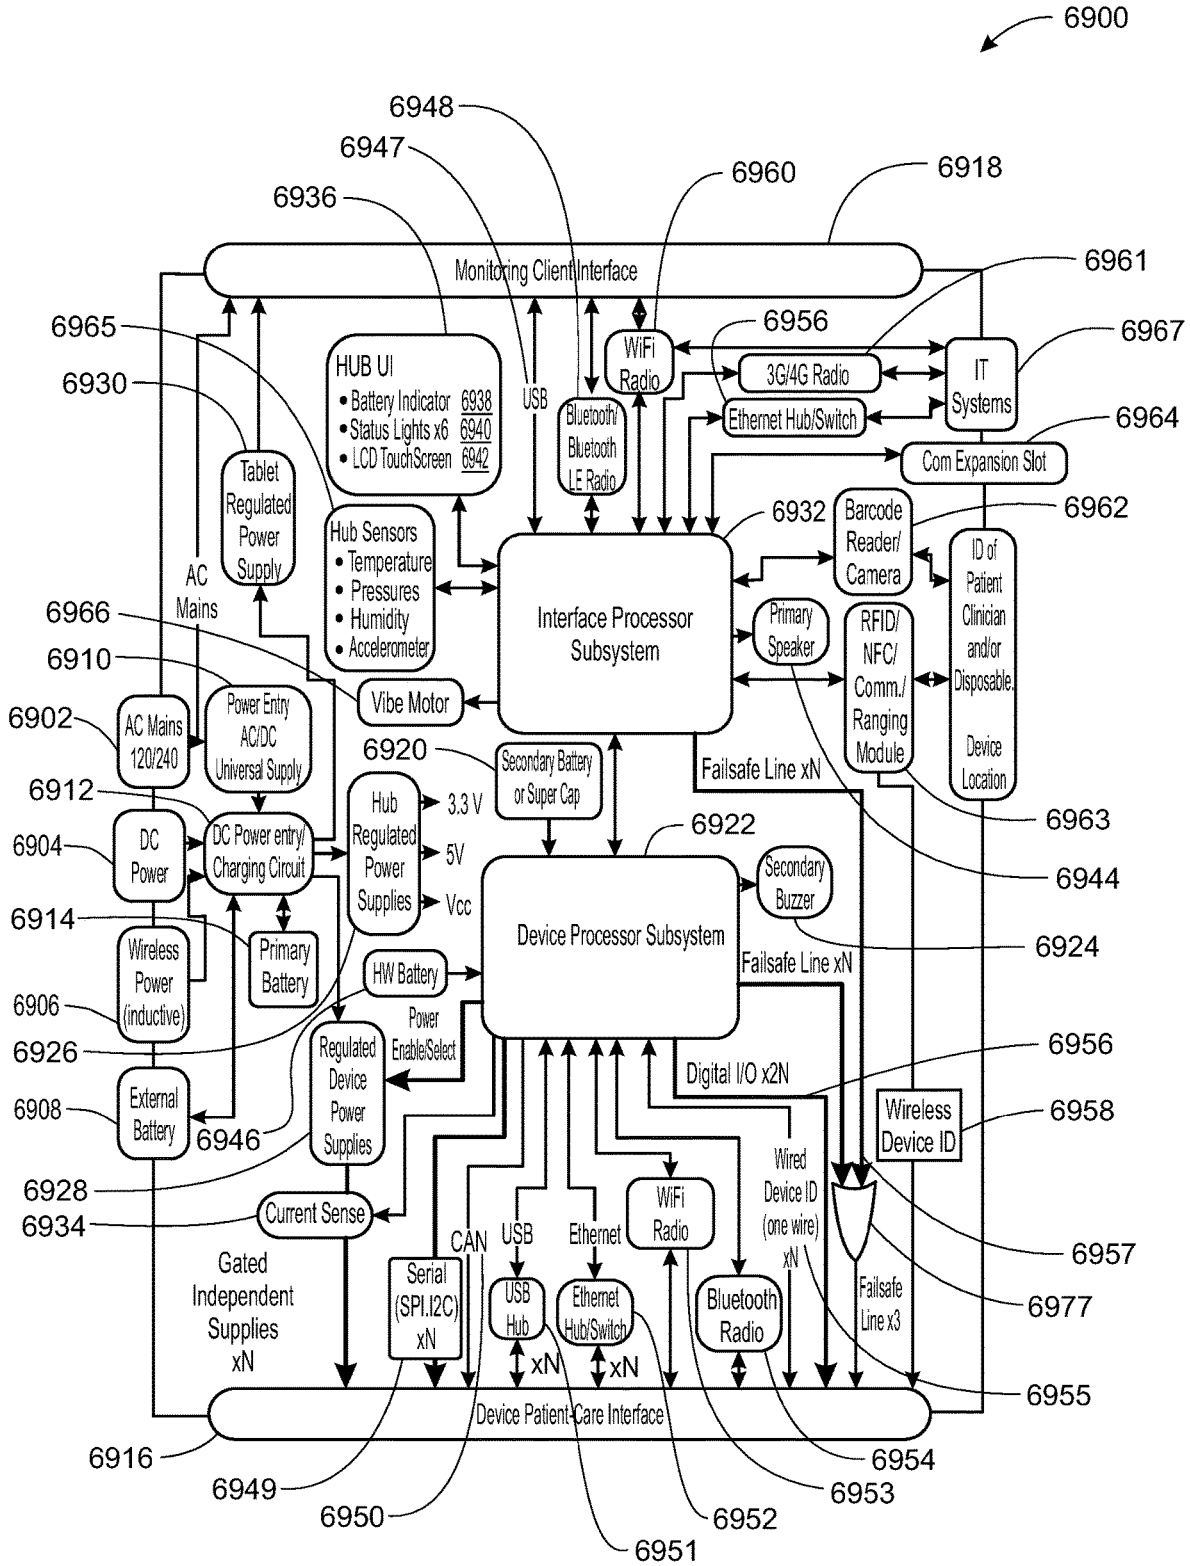 6900
6948
6947
6960
6936
6918
Monitoring Client Interface
6961
6965
6956
6967
WiFi
Radio
HUB UI
• Battery Indicator 6938
• Status Lights x6 6940
• LCD TouchScreen 6942
6930
USB
3G/4G Radio
IT
Systems
Bluetooth/
Bluetooth
LE Radio
Ethernet Hub/Switch
6964
Com Expansion Slot
Tablet
Regulated
Power
Supply
6932
Barcode
Reader/
Camera
6962
Hub Sensors
• Temperature
• Pressures
• Humidity
• Accelerometer
AC
Mains
ID of
Patient
Clinician
and/or
Disposable.
Device
Location
6966
Interface Processor
Subsystem
Primary
Speaker
RFID/
NFC/
Comm./
Ranging
Module
6910
Vibe Motor
6902
AC Mains
120/240
Power Entry
AC/DC
Universal Supply
6920
Secondary Battery
or Super Cap
Failsafe Line xN
6912
Hub
Regulated
Power
Supplies
3.3 V
5V
Vcc
6922
6963
6904
DC
Power
DC Power entry/
Charging Circuit
6944
Secondary
Buzzer
6914
Wireless
Power
(inductive)
Primary
Battery
Device Processor Subsystem
6924
HW Battery
Failsafe Line xN
6906
6926
Regulated
Device
Power
Supplies
Power
Enable/Select
6956
Digital I/O x2N
6908
External
Battery
6946
Wireless
Device ID
6958
6928
Wired
Device ID
(one wire)
xN
WiFi
Radio
6934
Current Sense
CAN
USB
Ethernet
6957
Gated
Independent
Supplies
xN
Serial
(SPI.I2C)
xN
USB
Hub
Ethernet
Hub/Switch
Bluetooth
Radio
Failsafe
Line x3
6977
xN
xN
6955
Device Patient-Care Interface
6916
6954
6949
6953
6950
6952
6951